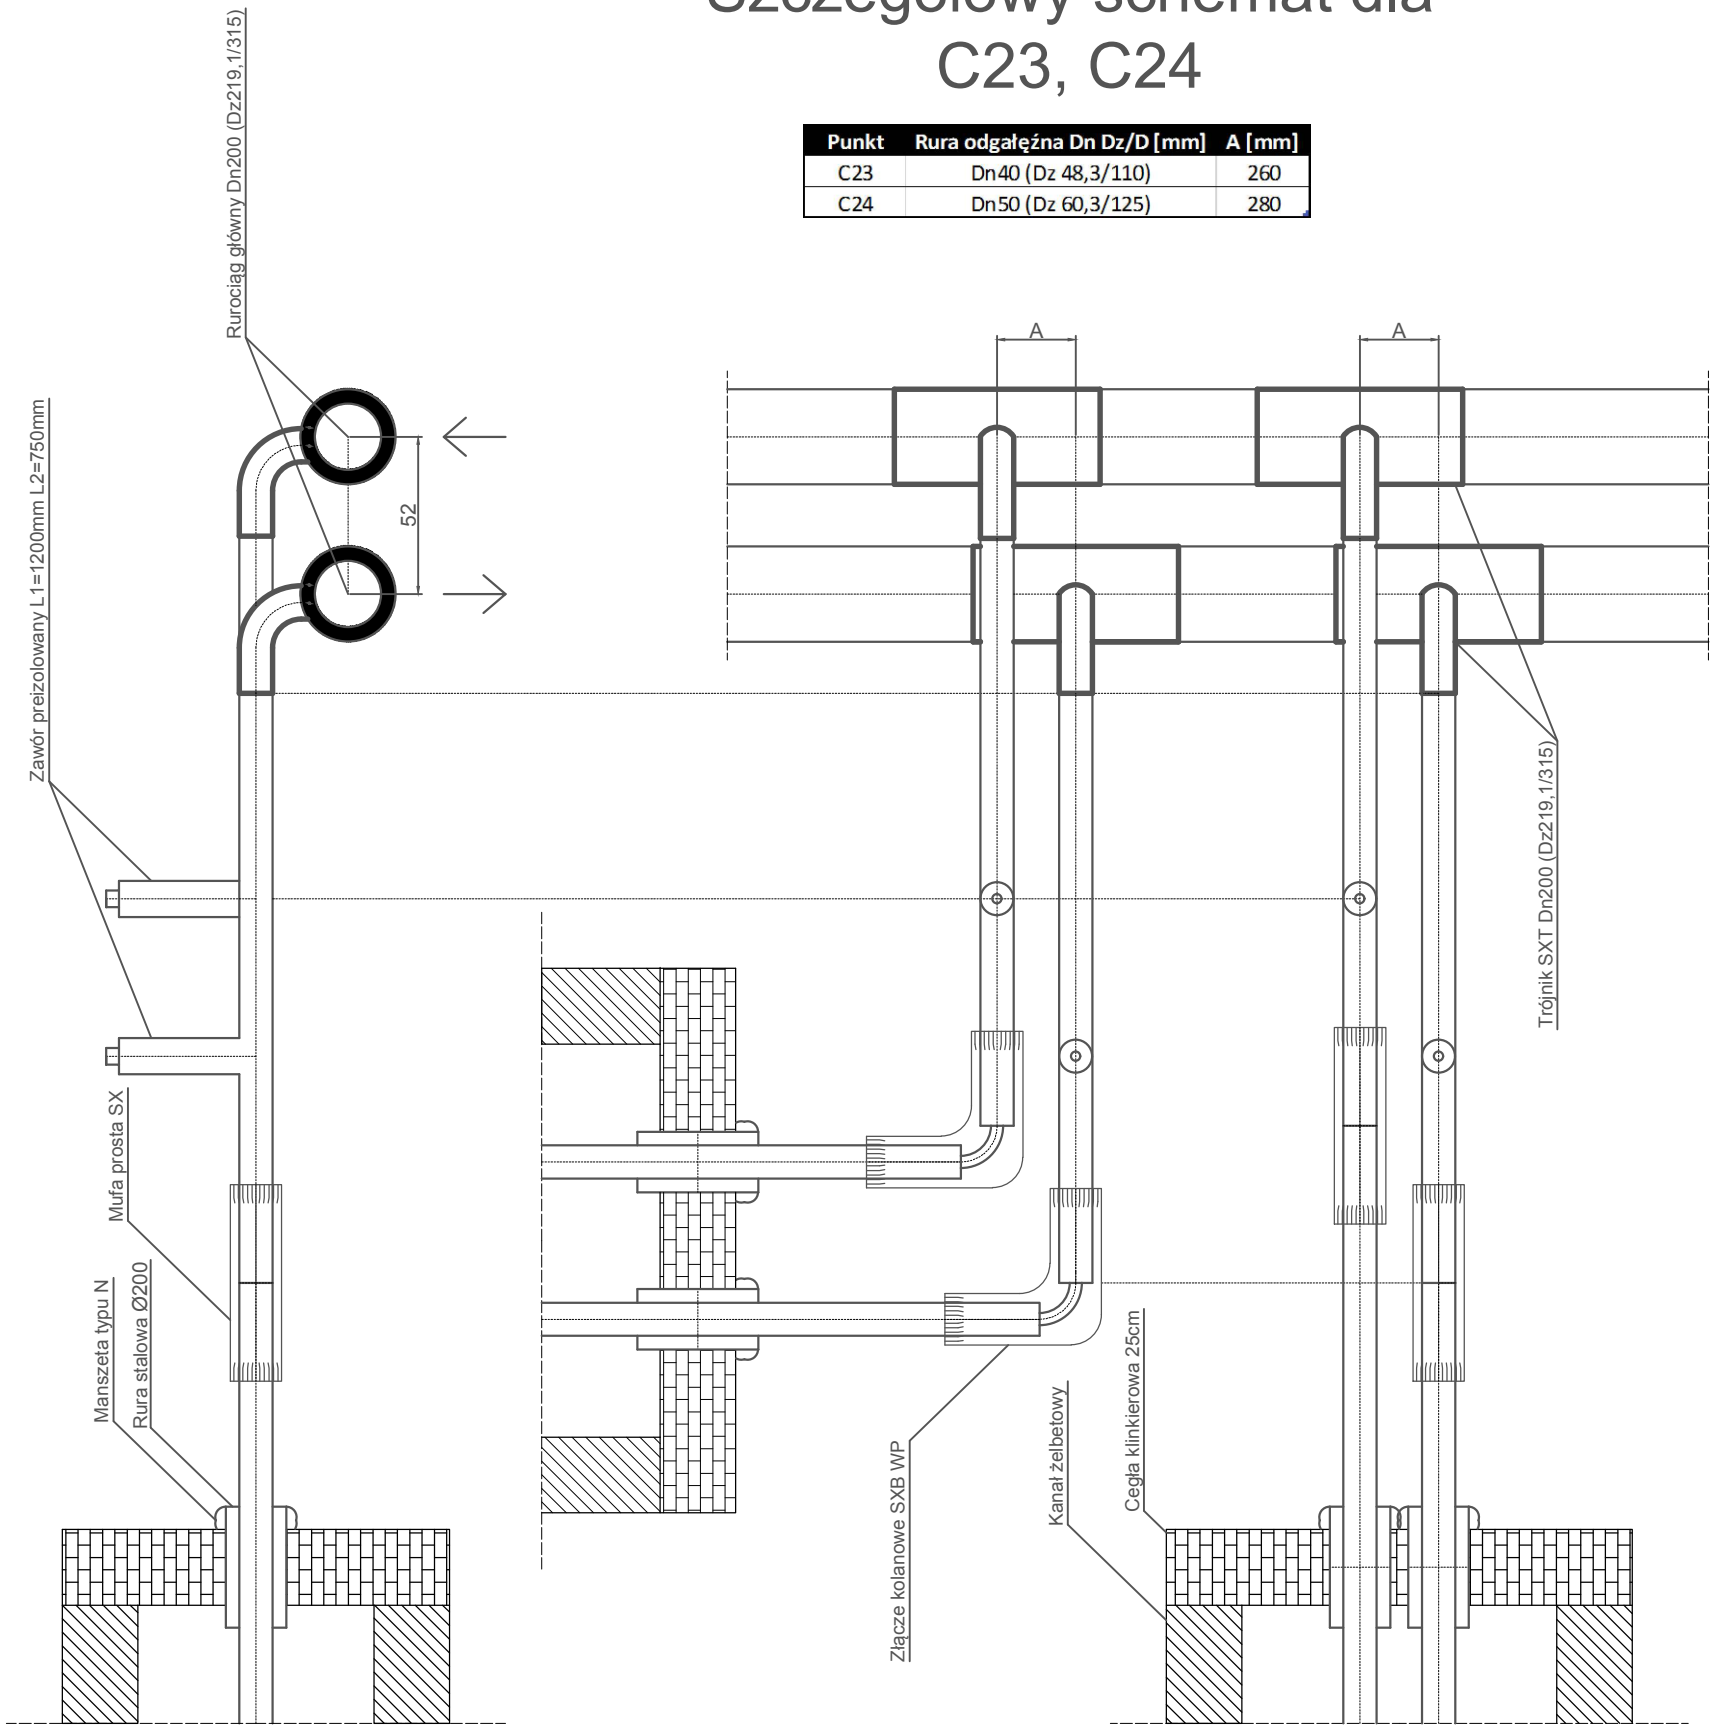 Szczegółowy schemat dla
C23, C24
Punkt Rura odgałęźna Dn Dz/D [mm] A [mm]
C23 Dn40 (Dz 48,3/110) 260
C24 Dn50 (Dz 60,3/125) 280
Rurociąg główny Dn200 (Dz219,1/315)
Zawór preizolowany L1=1200mm L2=750mm
52
A
A
Trójnik SXT Dn200 (Dz219,1/315)
Mufa prosta SX
Manszeta typu N
Rura stalowa Ø200
Złącze kolanowe SXB WP
Kanał żelbetowy
Cegła klinkierowa 25cm